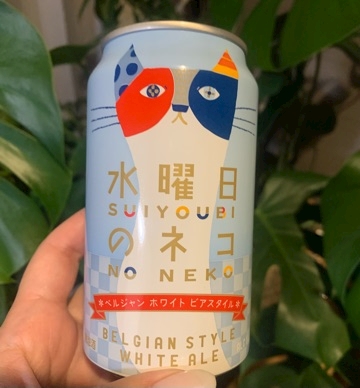 水曜日
SUIYOUBI
のネコ
NO NEKO
*ベルジャン ホワイト ビアスタイル*
BELGIAN STYLE
WHITE ALE